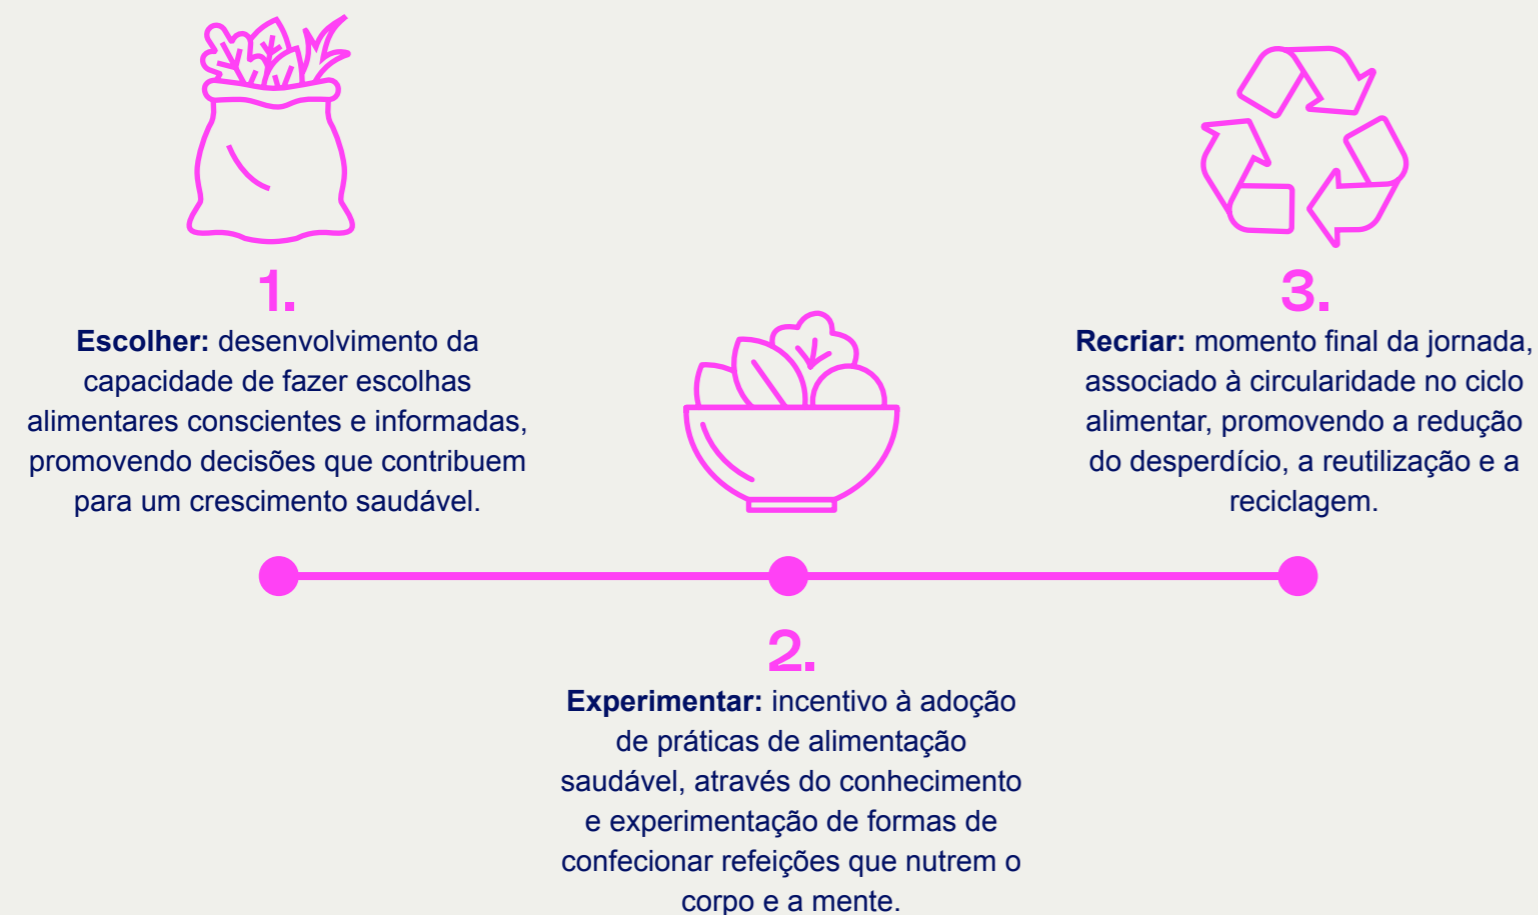 1.
Escolher: desenvolvimento da
capacidade de fazer escolhas
alimentares conscientes e informadas,
promovendo decisões que contribuem
para um crescimento saudável.
2.
Experimentar: incentivo à adoção
de práticas de alimentação
saudável, através do conhecimento
e experimentação de formas de
confecionar refeições que nutrem o
corpo e a mente.
3.
Recriar: momento final da jornada,
associado à circularidade no ciclo
alimentar, promovendo a redução
do desperdício, a reutilização e a
reciclagem.